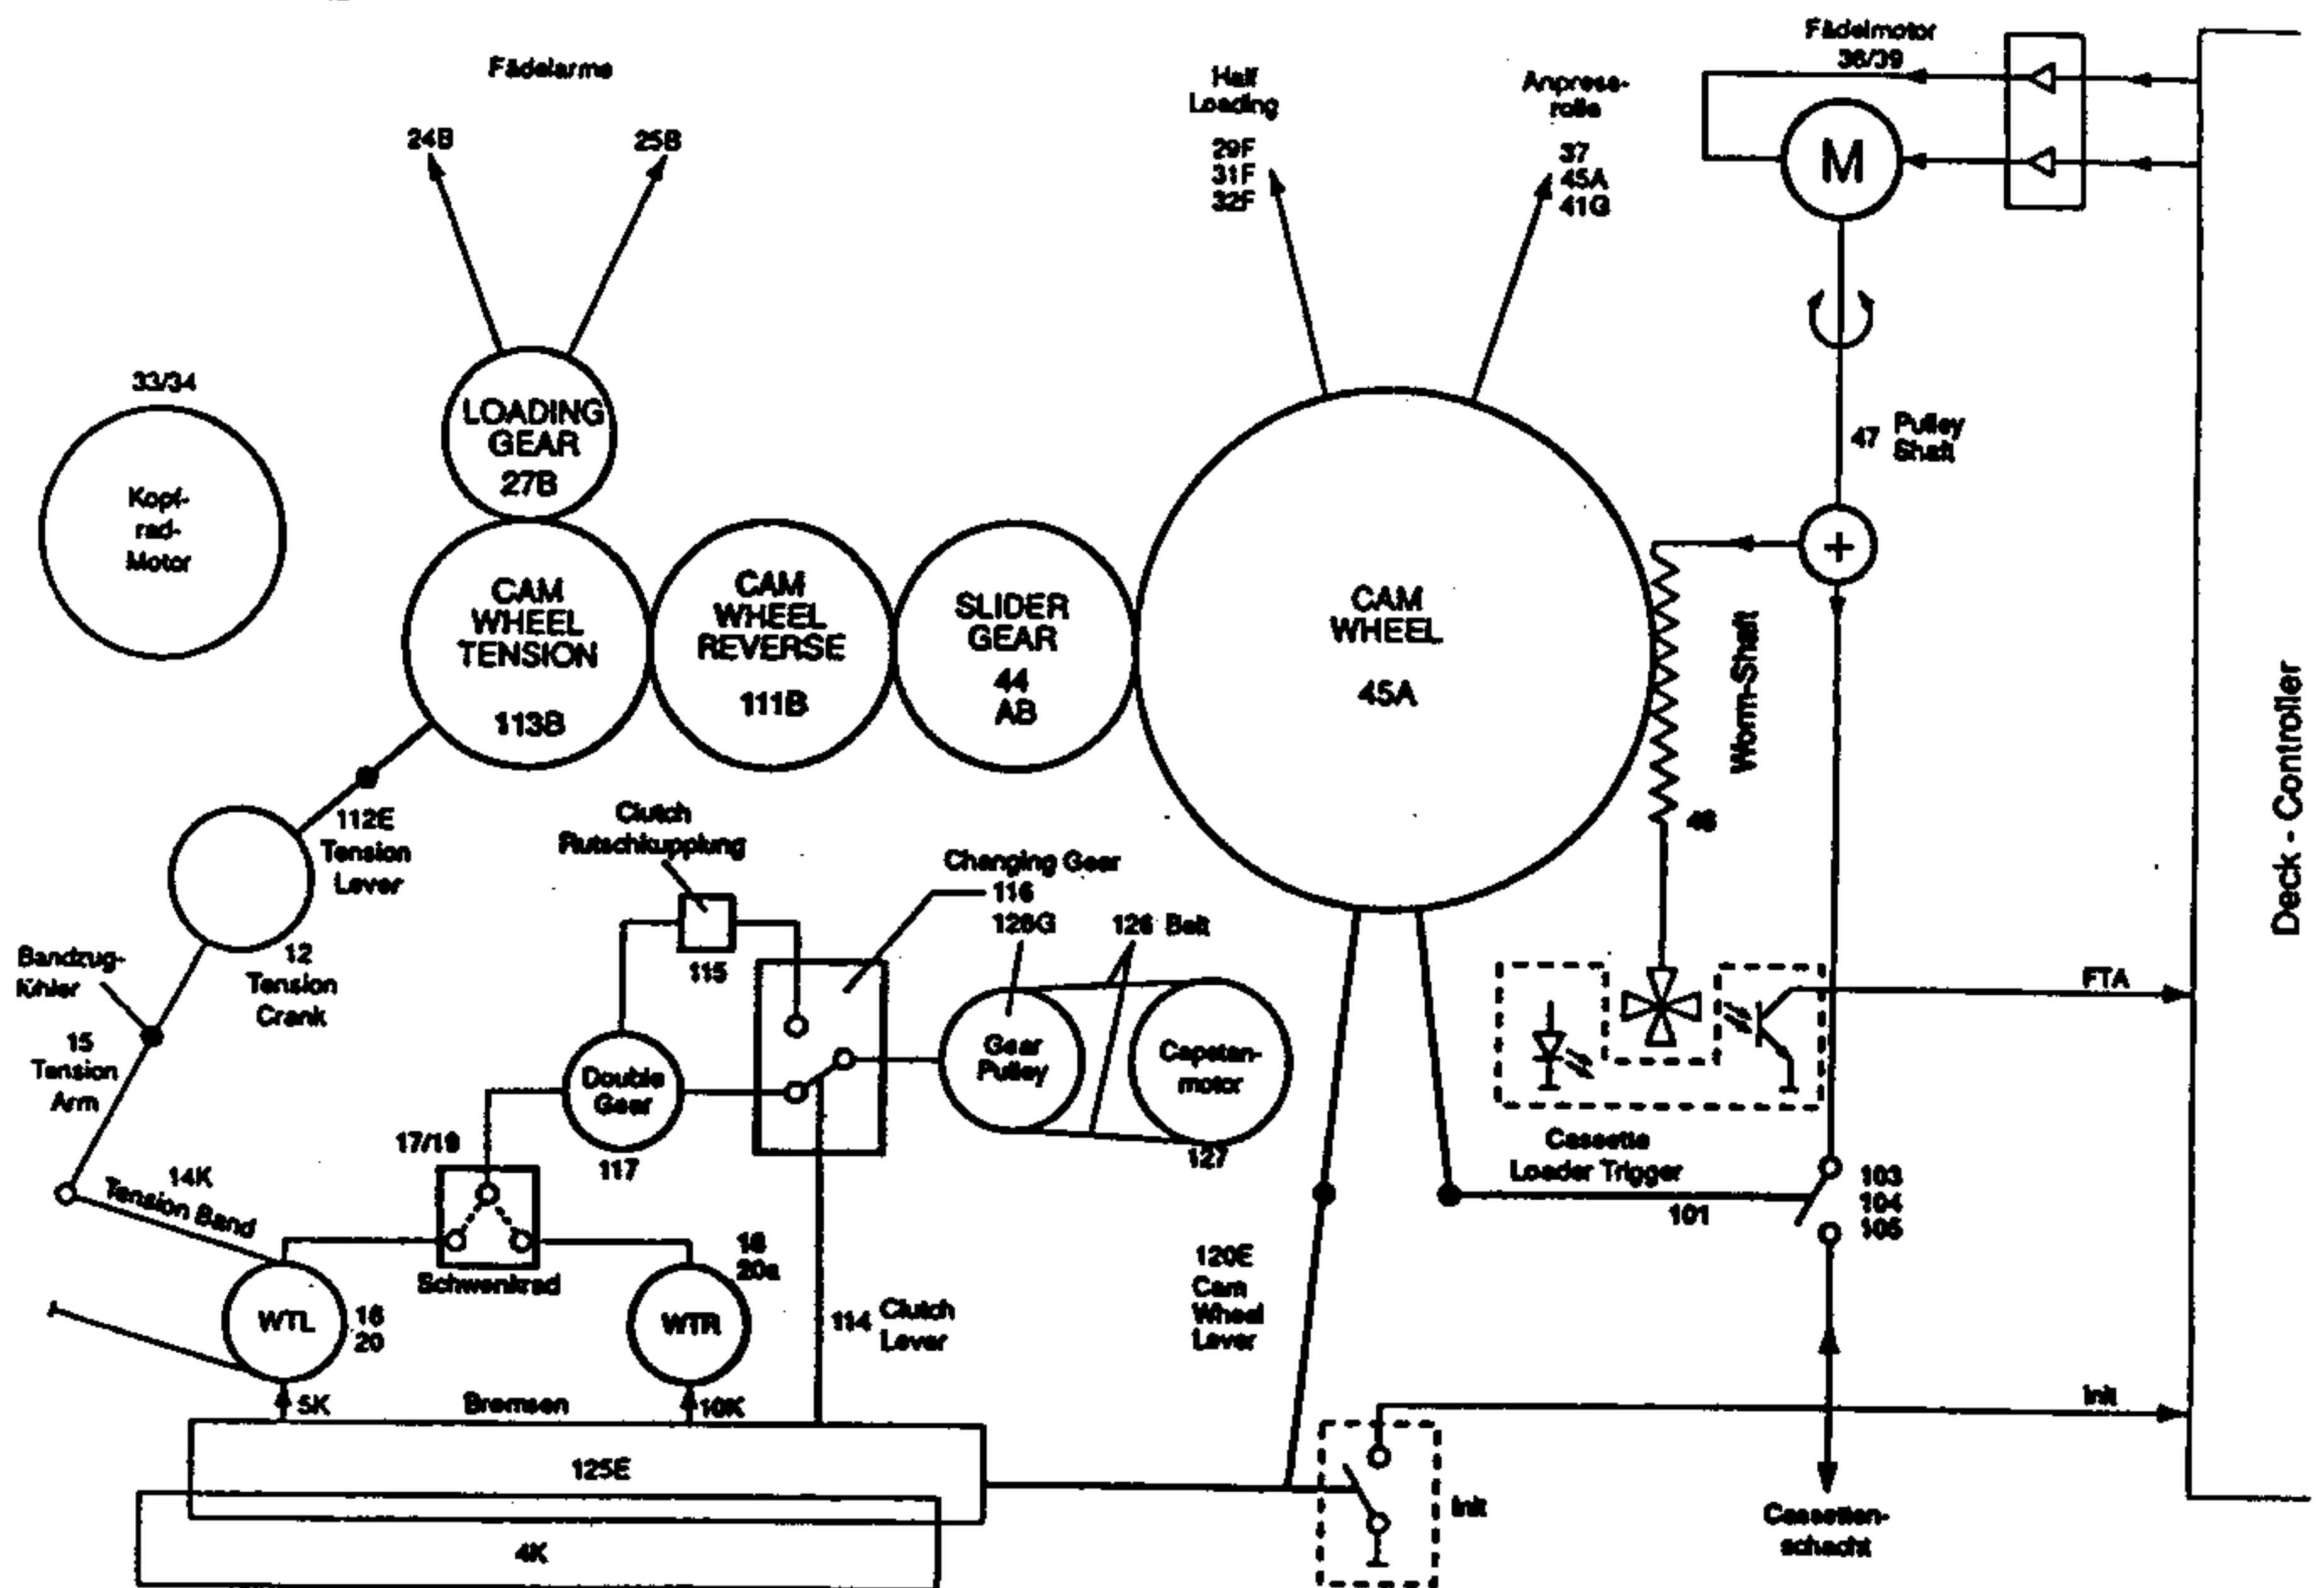 Fädelmotor
36/39
Fädelarme
Half
Loading
Anpress-
rolle
24B
25B
29F
31F
32F
37
45A
41G
M
33/34
Kopf-
rad-
Motor
LOADING
GEAR
27B
47 Pulley
Shaft
CAM
WHEEL
TENSION
113B
CAM
WHEEL
REVERSE
111B
SLIDER
GEAR
44
AB
CAM
WHEEL
45A
+
Worm-Shaft
46
Deck - Controller
112E
Tension
Lever
Clutch
Rutschkupplung
115
Changing Gear
116
128G
126 Belt
12
Tension
Crank
Bandzug-
fühler
15
Tension
Arm
Double
Gear
117
Gear
Pulley
Capstan-
motor
127
FTA
17/19
14K
Tension Band
Schwenkrad
Cassette
Loader Trigger
101
103
104
105
WTL
16
20
WTR
18
20a
114 Clutch
Lever
120E
Cam
Wheel
Lever
5K
Bremsen
10K
Init
125E
Init
4K
Cassetten-
schacht